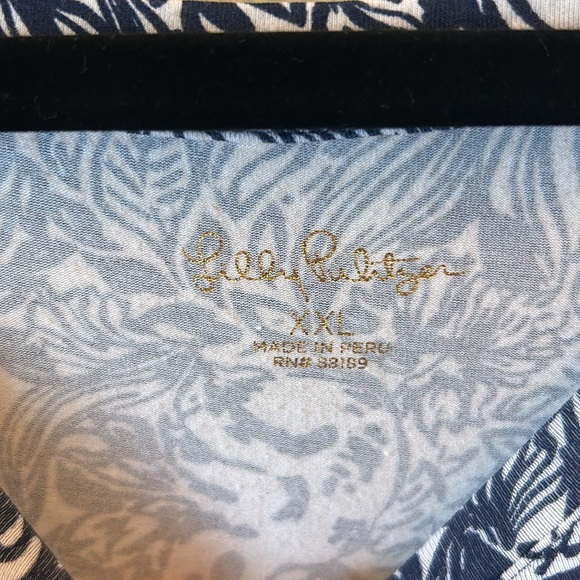 Lilly Pulitzer
XXL
MADE IN PERU
RN# 88189